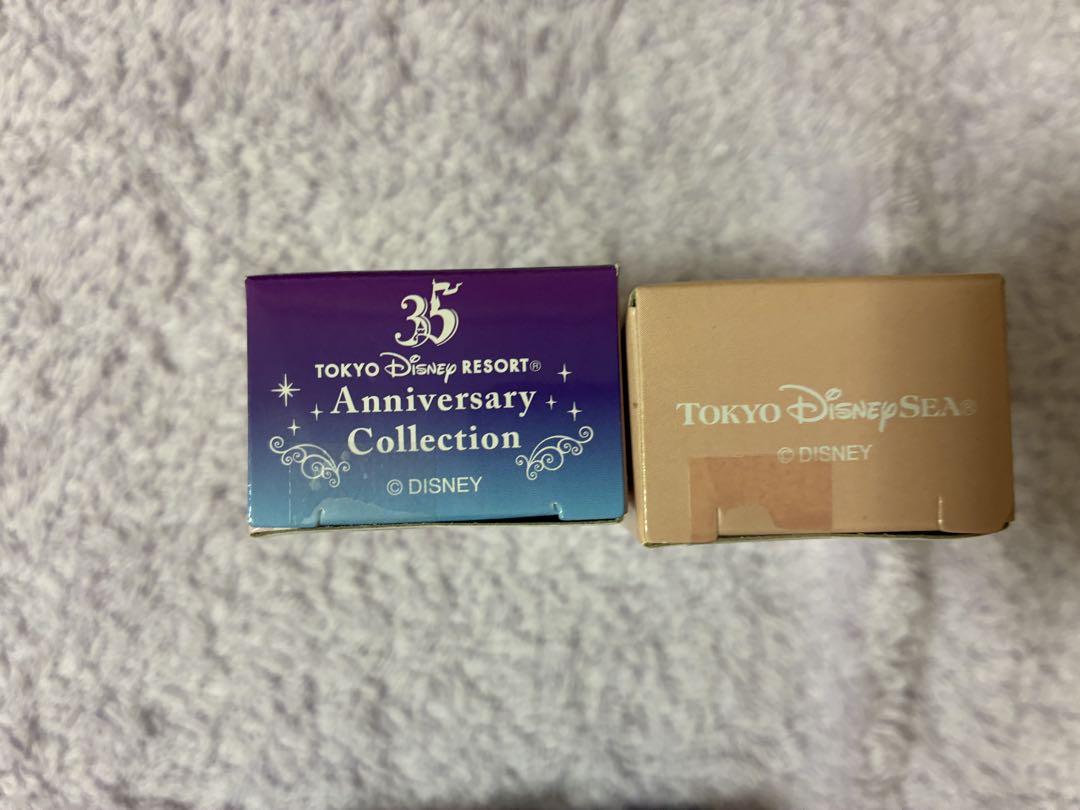 35
TOKYO Disney RESORT®
Anniversary
Collection
© DISNEY
TOKYO DisneySEA®
© DISNEY